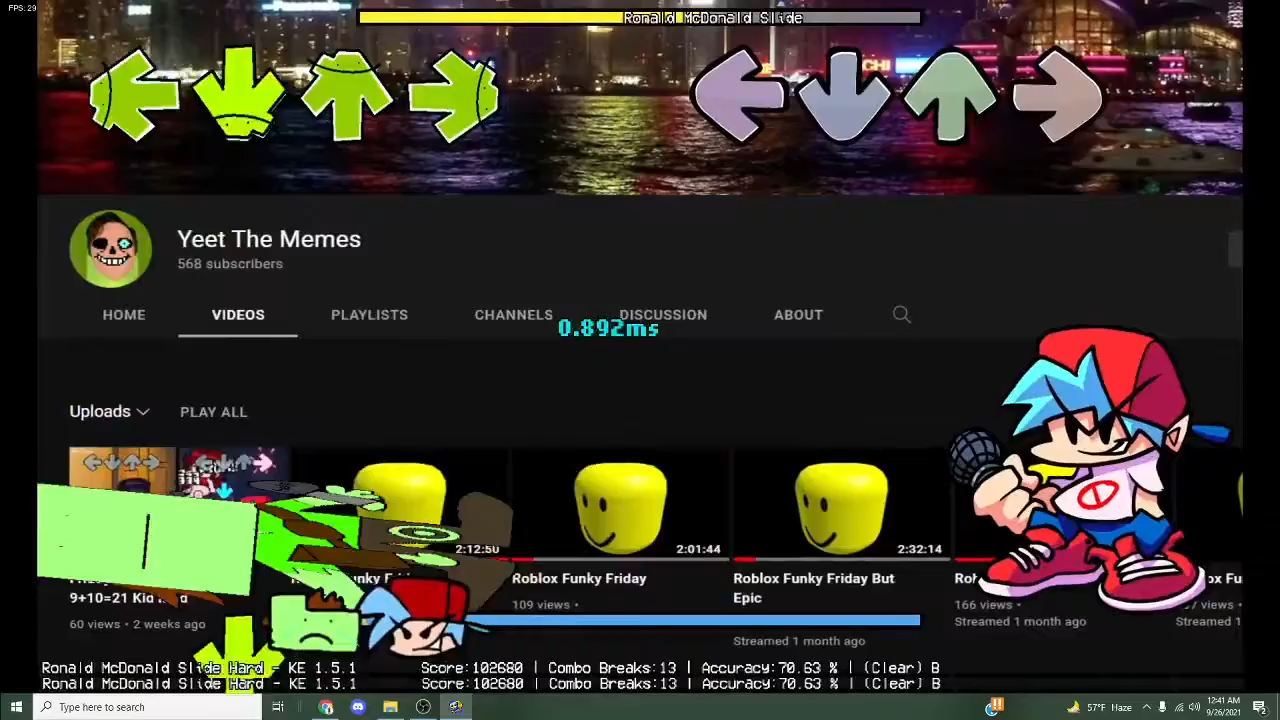 FPS: 29
Ronald McDonald Slide
CHI
Yeet The Memes
568 subscribers
HOME VIDEOS PLAYLISTS CHANNELS DISCUSSION ABOUT
0.892ms
Uploads PLAY ALL
2:12:50 2:01:44 2:32:14
Roblox Funky Friday Roblox Funky Friday But
9+10=21 Kid Epic
109 views • 166 views •
60 views • 2 weeks ago Streamed 1 month ago
Streamed 1 month ago
Ronald McDonald Slide Hard - KE 1.5.1 Score:102680 | Combo Breaks:13 | Accuracy:70.63 % | (Clear) B
Ronald McDonald Slide Hard - KE 1.5.1 Score:102680 | Combo Breaks:13 | Accuracy:70.63 % | (Clear) B
Type here to search
57°F Haze
12:41 AM
9/26/2021